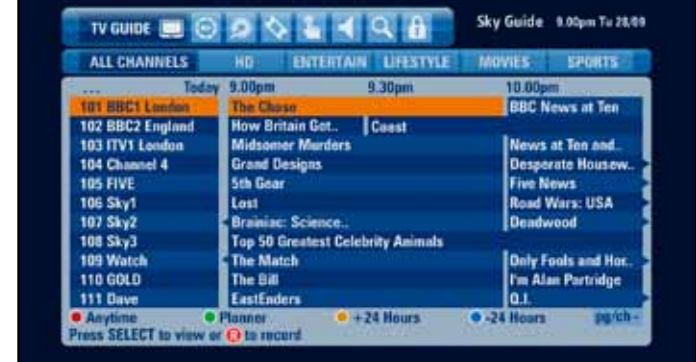 TV GUIDE
Sky Guide 9.00pm Tu 28/09
ALL CHANNELS HD ENTERTAIN LIFESTYLE MOVIES SPORTS
... Today 9.00pm 9.30pm 10.00pm
101 BBC1 London The Chase BBC News at Ten
102 BBC2 England How Britain Got.. Coast
103 ITV1 London Midsomer Murders News at Ten and..
104 Channel 4 Grand Designs Desperate Housew..
105 FIVE 5th Gear Five News
106 Sky1 Lost Road Wars: USA
107 Sky2 Brainiac: Science.. Deadwood
108 Sky3 Top 50 Greatest Celebrity Animals
109 Watch The Match Only Fools and Hor..
110 GOLD The Bill I'm Alan Partridge
111 Dave EastEnders Q.I.
Anytime Planner +24 Hours -24 Hours pg/ch-
Press SELECT to view or R to record